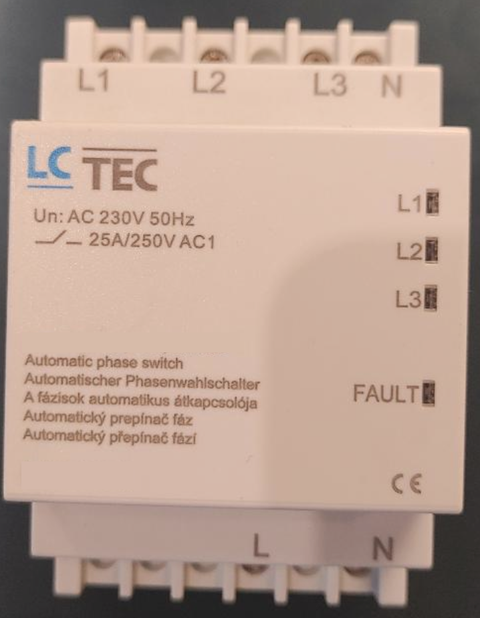 L1 L2 L3 N
LC TEC
Un: AC 230V 50Hz
25A/250V AC1
L1
L2
L3
Automatic phase switch
Automatischer Phasenwahlschalter
A fázisok automatikus átkapcsolója
Automatický prepínač fáz
Automatický přepínač fází
FAULT
CE
L N